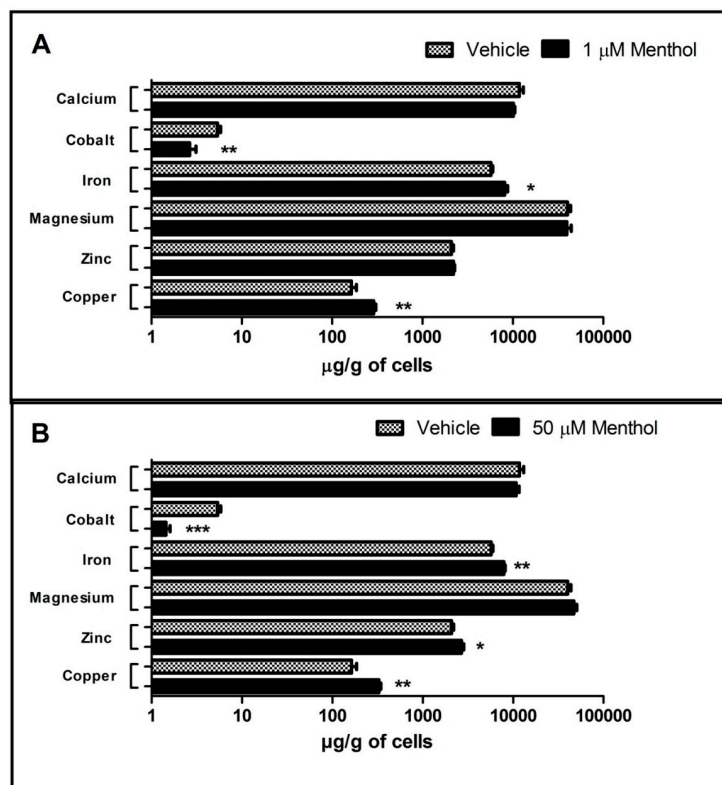 A
Vehicle 1 μM Menthol
Calcium
Cobalt
**
Iron
*
Magnesium
Zinc
Copper
**
1 10 100 1000 10000 100000
μg/g of cells
B
Vehicle 50 μM Menthol
Calcium
Cobalt
***
Iron
**
Magnesium
Zinc
*
Copper
**
1 10 100 1000 10000 100000
μg/g of cells